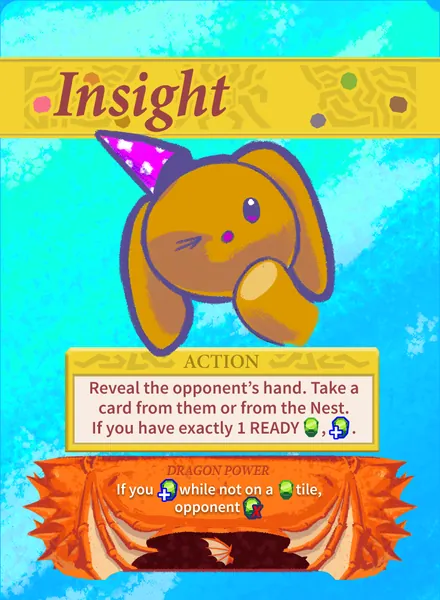 Insight
ACTION
Reveal the opponent's hand. Take a
card from them or from the Nest.
If you have exactly 1 READY , .
DRAGON POWER
If you while not on a tile,
opponent